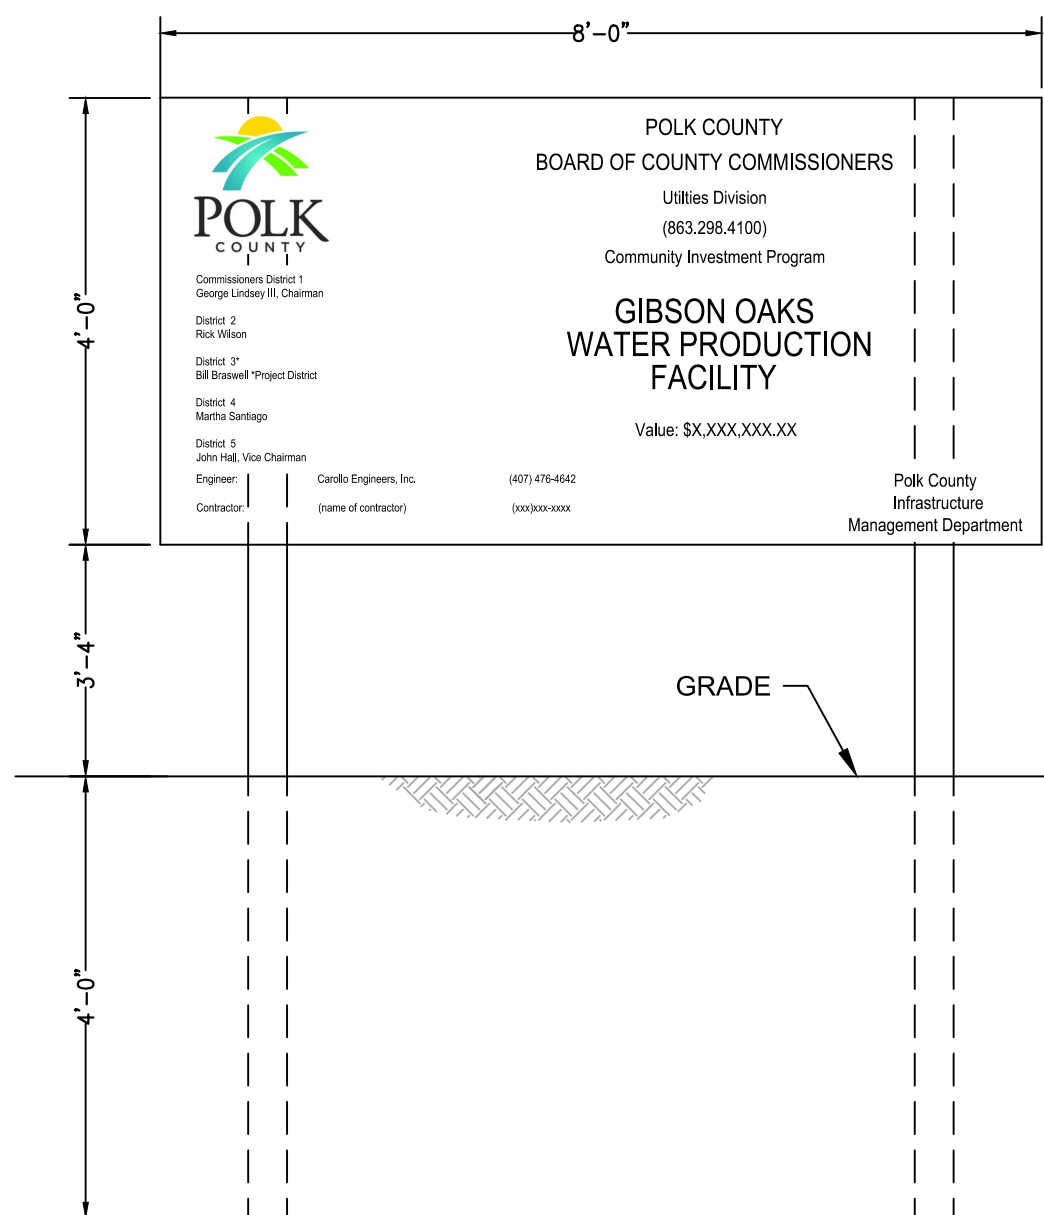 8'-0"
POLK COUNTY
BOARD OF COUNTY COMMISSIONERS
Utilties Division
(863.298.4100)
Community Investment Program
POLK
COUNTY
Commissioners District 1
George Lindsey III, Chairman
District 2
Rick Wilson
District 3*
Bill Braswell *Project District
District 4
Martha Santiago
District 5
John Hall, Vice Chairman
GIBSON OAKS
WATER PRODUCTION
FACILITY
Value: $X,XXX,XXX.XX
Engineer: Carollo Engineers, Inc. (407) 476-4642
Contractor: (name of contractor) (xxx)xxx-xxxx
Polk County
Infrastructure
Management Department
4'-0"
3'-4"
GRADE
4'-0"